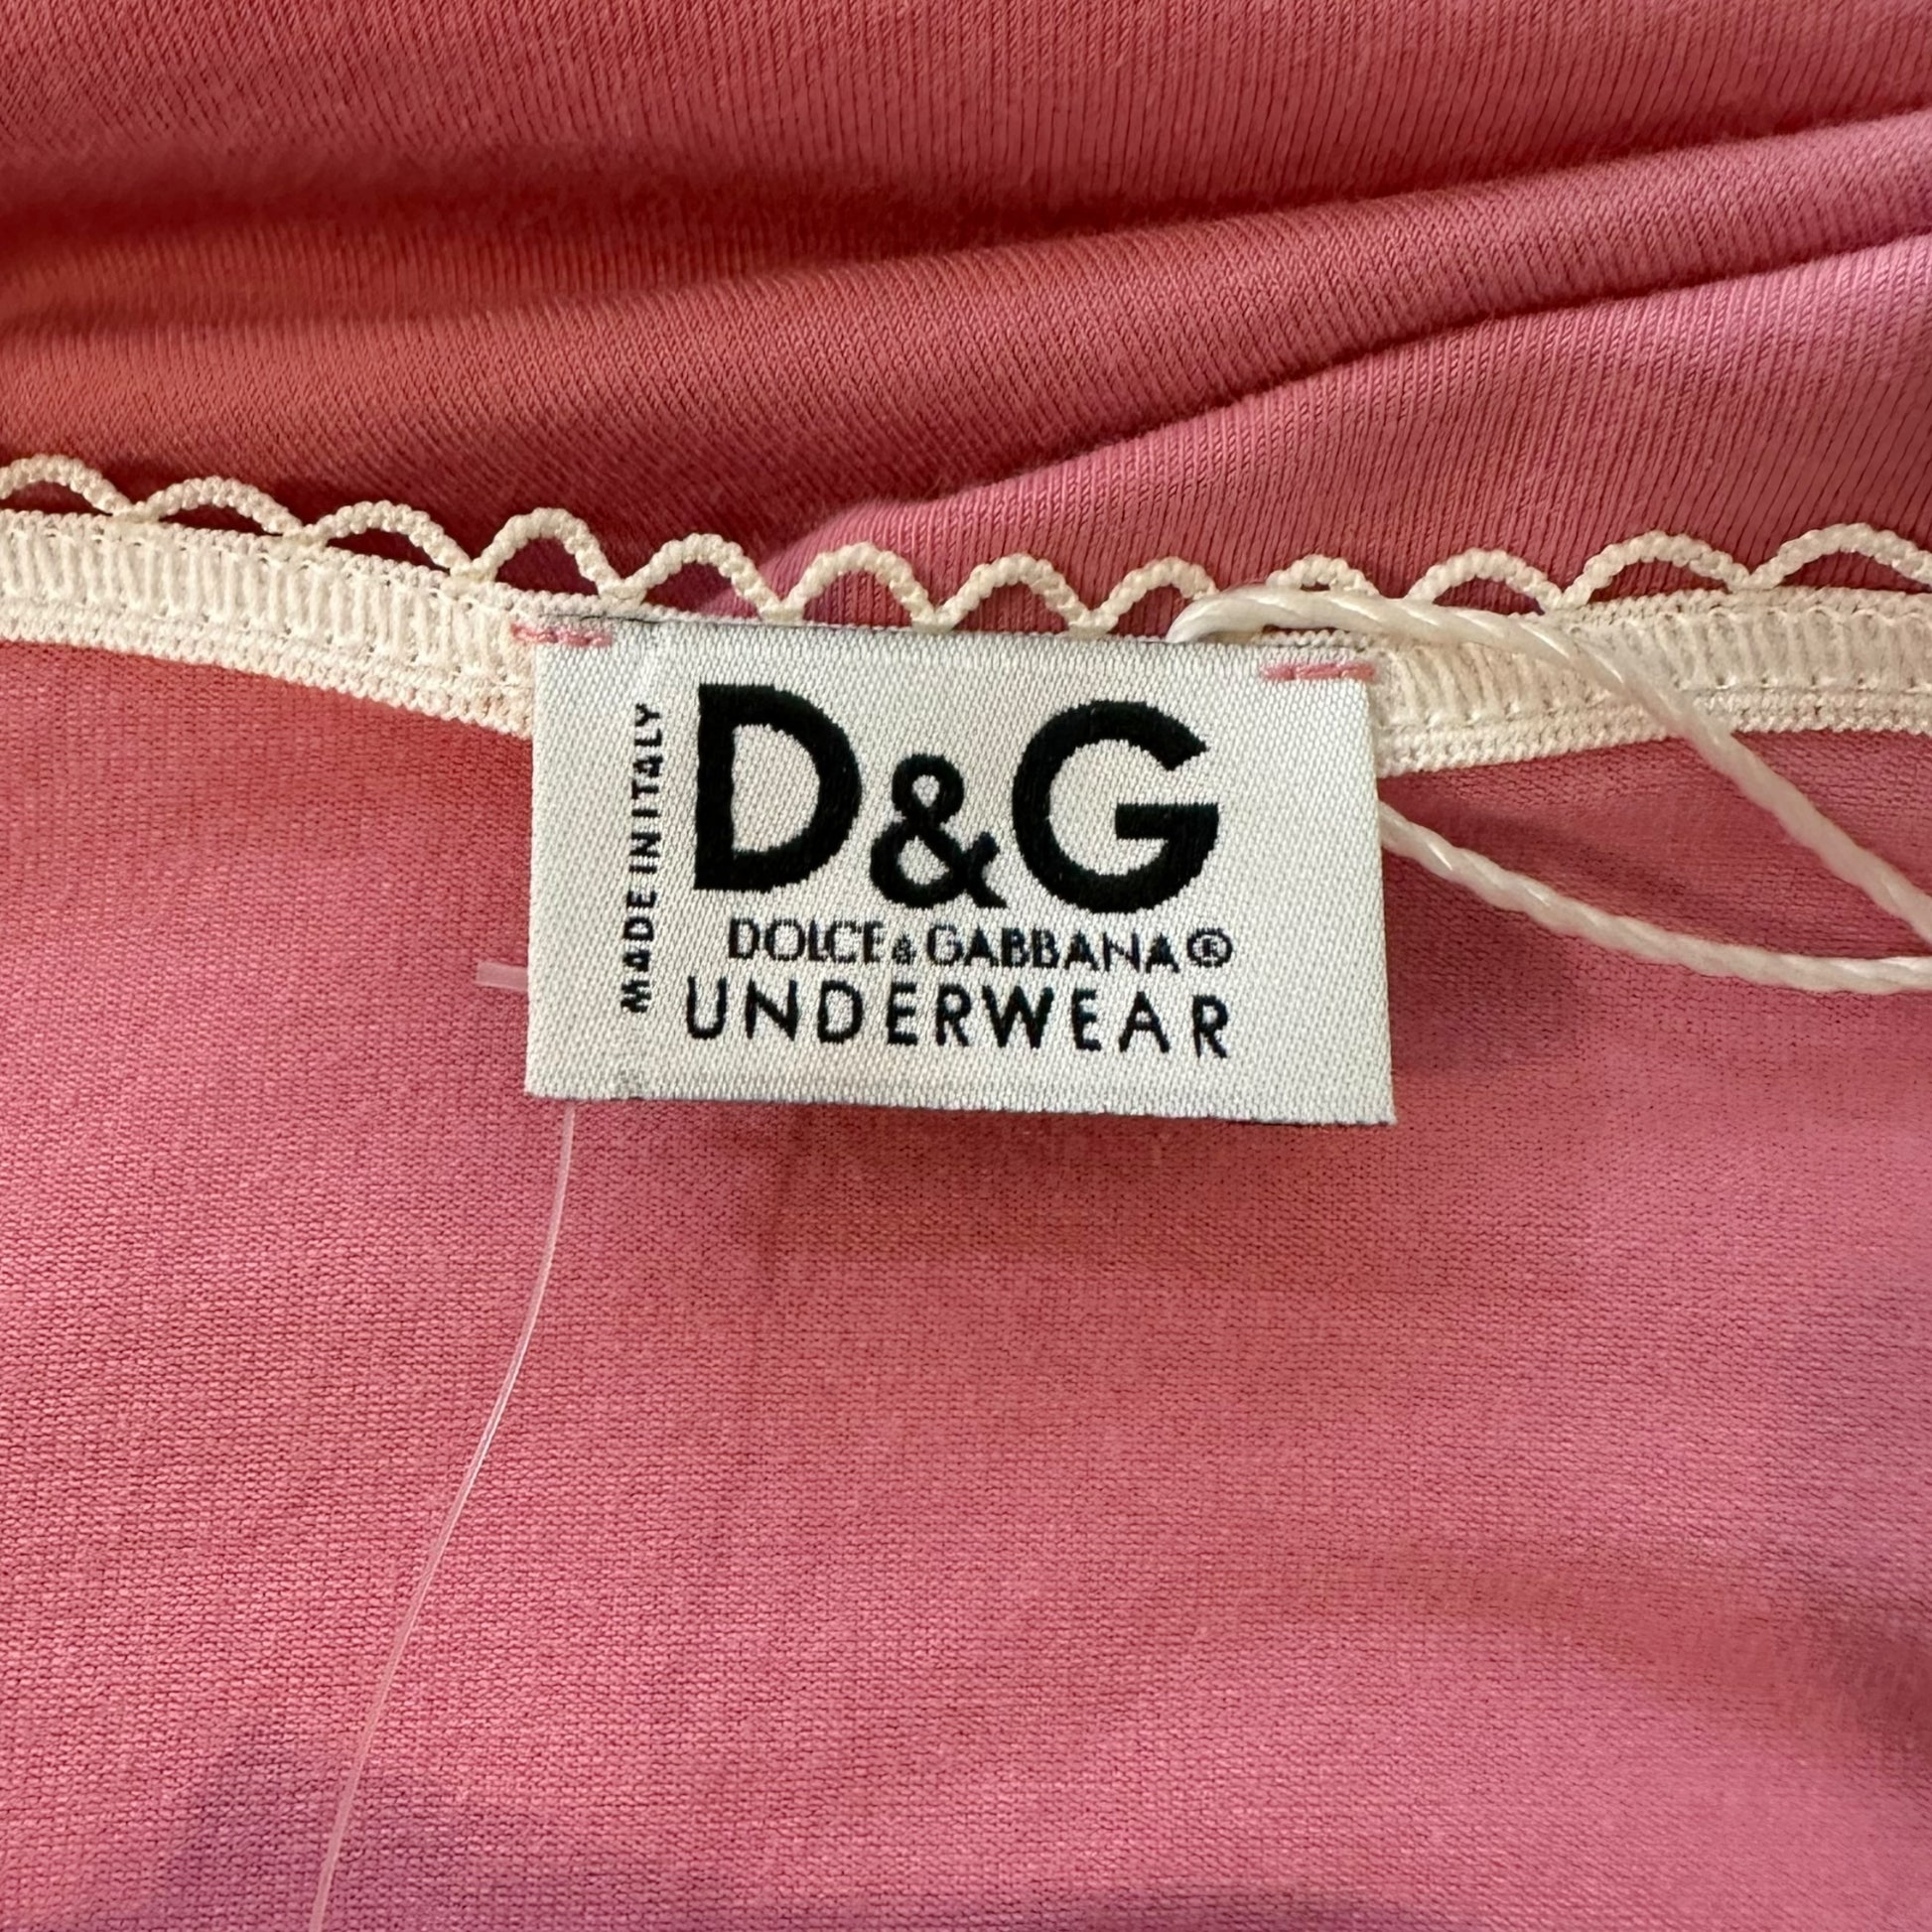 MADE IN ITALY
D&G
DOLCE & GABBANA®
UNDERWEAR